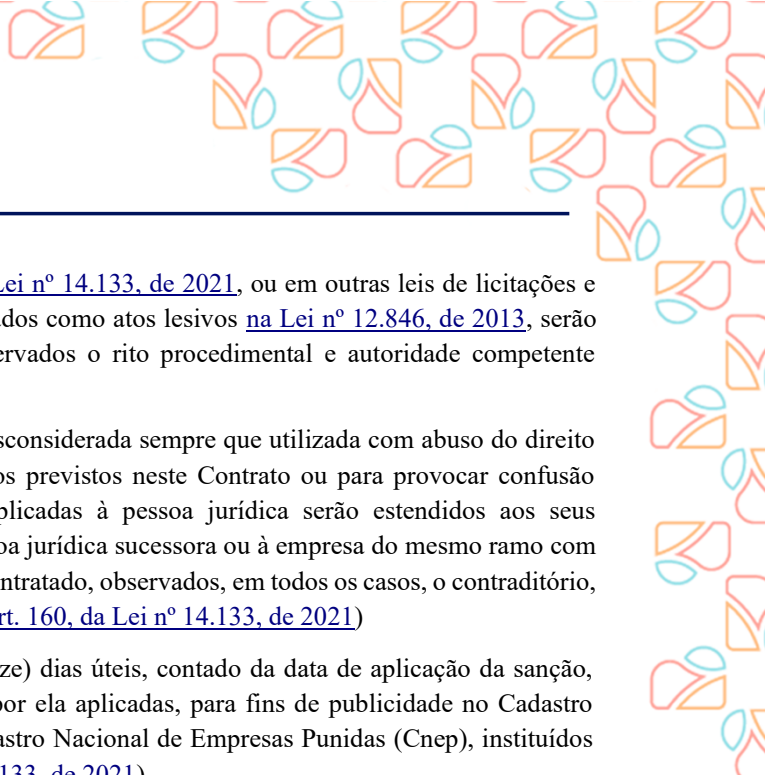 Lei nº 14.133, de 2021, ou em outras leis de licitações e
dos como atos lesivos na Lei nº 12.846, de 2013, serão
ervados o rito procedimental e autoridade competente
sconsiderada sempre que utilizada com abuso do direito
os previstos neste Contrato ou para provocar confusão
plicadas à pessoa jurídica serão estendidos aos seus
oa jurídica sucessora ou à empresa do mesmo ramo com
ntratado, observados, em todos os casos, o contraditório,
rt. 160, da Lei nº 14.133, de 2021)
ze) dias úteis, contado da data de aplicação da sanção,
por ela aplicadas, para fins de publicidade no Cadastro
astro Nacional de Empresas Punidas (Cnep), instituídos
133, de 2021)